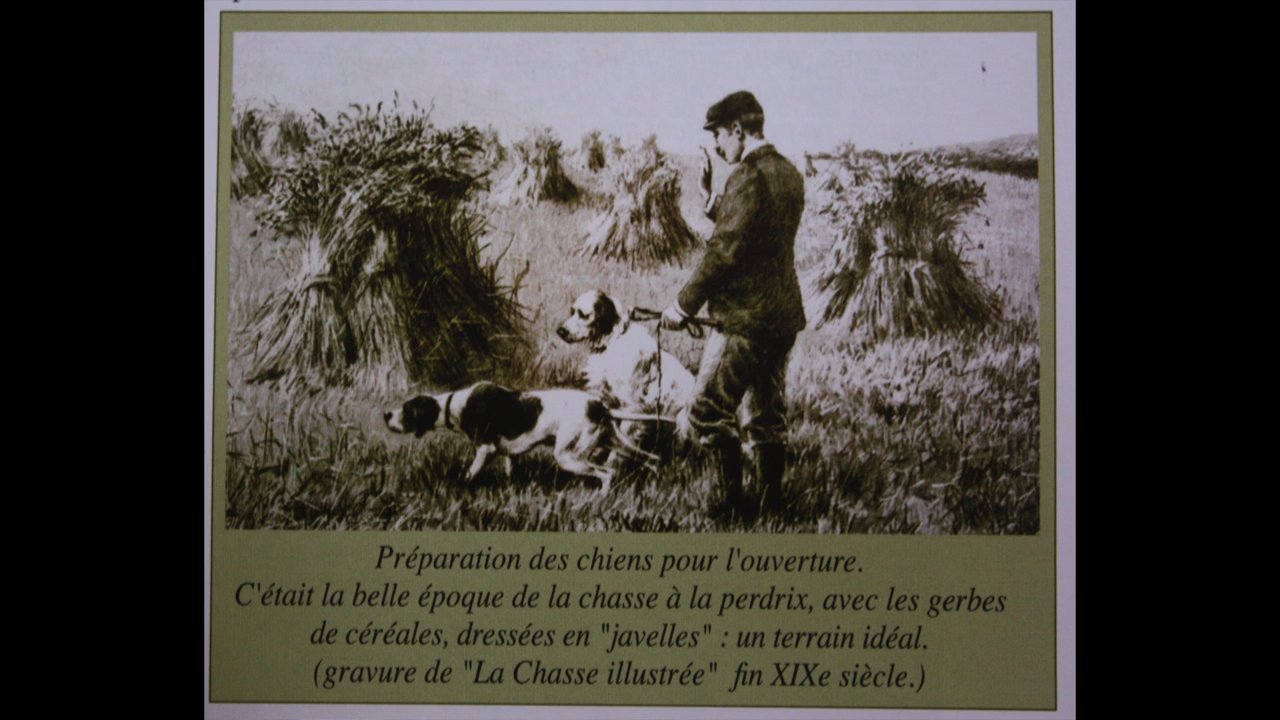 Préparation des chiens pour l'ouverture.
C'était la belle époque de la chasse à la perdrix, avec les gerbes
de céréales, dressées en "javelles" : un terrain idéal.
(gravure de "La Chasse illustrée" fin XIXe siècle.)